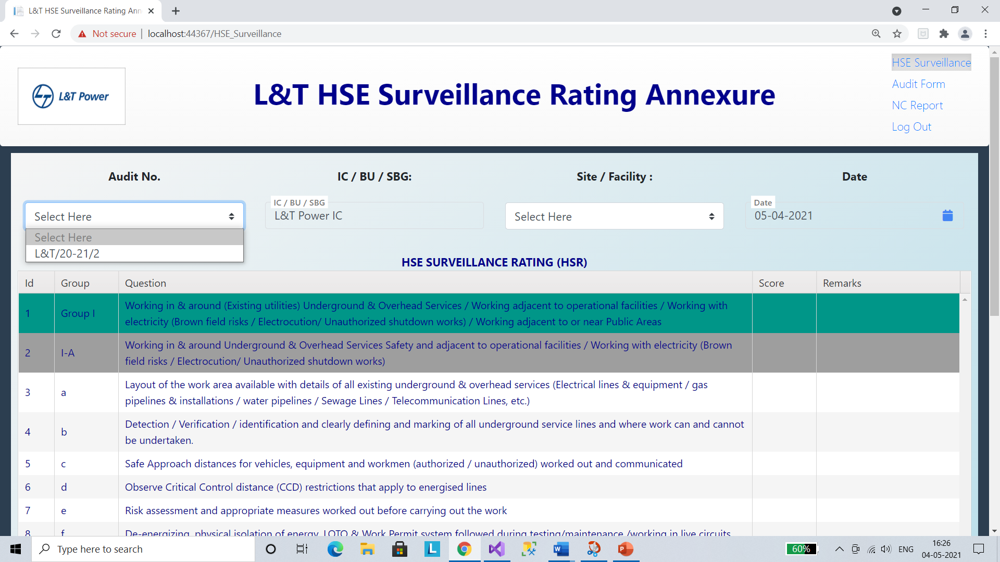 L&T HSE Surveillance Rating Ann
Not secure
localhost:44367/HSE_Surveillance
L&T Power
L&T HSE Surveillance Rating Annexure
HSE Surveillance
Audit Form
NC Report
Log Out
Audit No.
IC / BU / SBG:
Site / Facility :
Date
Select Here
IC / BU / SBG
L&T Power IC
Select Here
Date
05-04-2021
Select Here
L&T/20-21/2
HSE SURVEILLANCE RATING (HSR)
Id Group Question Score Remarks
1 Group I Working in & around (Existing utilities) Underground & Overhead Services / Working adjacent to operational facilities / Working with
electricity (Brown field risks / Electrocution/ Unauthorized shutdown works) / Working adjacent to or near Public Areas
2 I-A Working in & around Underground & Overhead Services Safety and adjacent to operational facilities / Working with electricity (Brown
field risks / Electrocution/ Unauthorized shutdown works)
3 a Layout of the work area available with details of all existing underground & overhead services (Electrical lines & equipment / gas
pipelines & installations / water pipelines / Sewage Lines / Telecommunication Lines, etc.)
4 b Detection / Verification / identification and clearly defining and marking of all underground service lines and where work can and cannot
be undertaken.
5 c Safe Approach distances for vehicles, equipment and workmen (authorized / unauthorized) worked out and communicated
6 d Observe Critical Control distance (CCD) restrictions that apply to energised lines
7 e Risk assessment and appropriate measures worked out before carrying out the work
8 f De-energizing, physical isolation of energy, LOTO & Work Permit system followed during testing/maintenance /working in live circuits
Type here to search
60%
ENG
16:26
04-05-2021